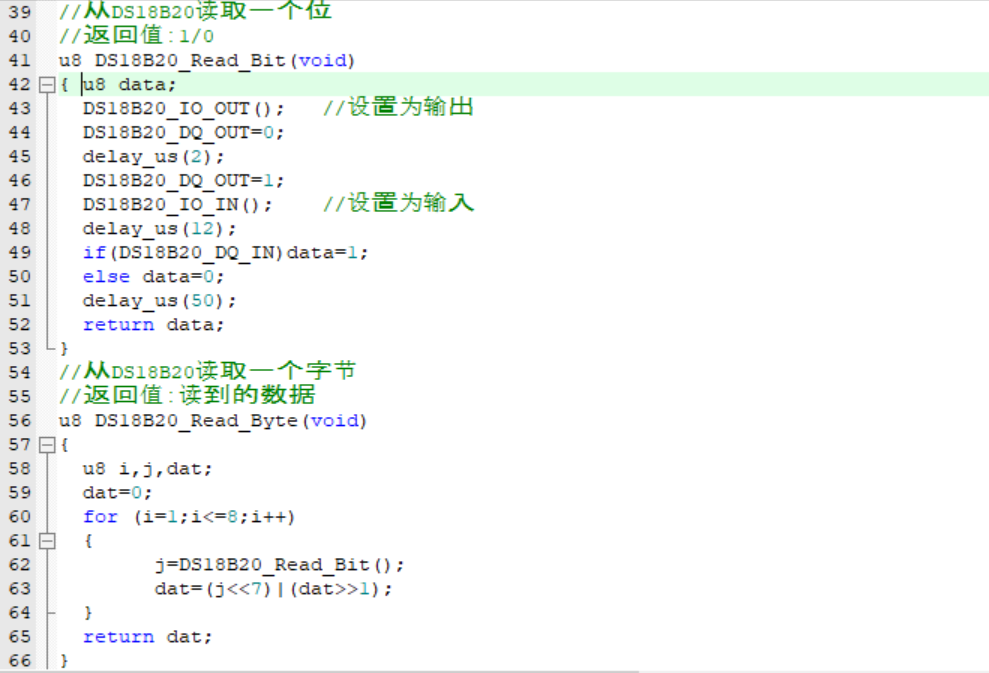 39 //从DS18B20读取一个位
40 //返回值:1/0
41 u8 DS18B20_Read_Bit(void)
42 { u8 data;
43 DS18B20_IO_OUT(); //设置为输出
44 DS18B20_DQ_OUT=0;
45 delay_us(2);
46 DS18B20_DQ_OUT=1;
47 DS18B20_IO_IN(); //设置为输入
48 delay_us(12);
49 if(DS18B20_DQ_IN)data=1;
50 else data=0;
51 delay_us(50);
52 return data;
53 }
54 //从DS18B20读取一个字节
55 //返回值:读到的数据
56 u8 DS18B20_Read_Byte(void)
57 {
58 u8 i,j,dat;
59 dat=0;
60 for (i=1;i<=8;i++)
61 {
62 j=DS18B20_Read_Bit();
63 dat=(j<<7)|(dat>>1);
64 }
65 return dat;
66 }